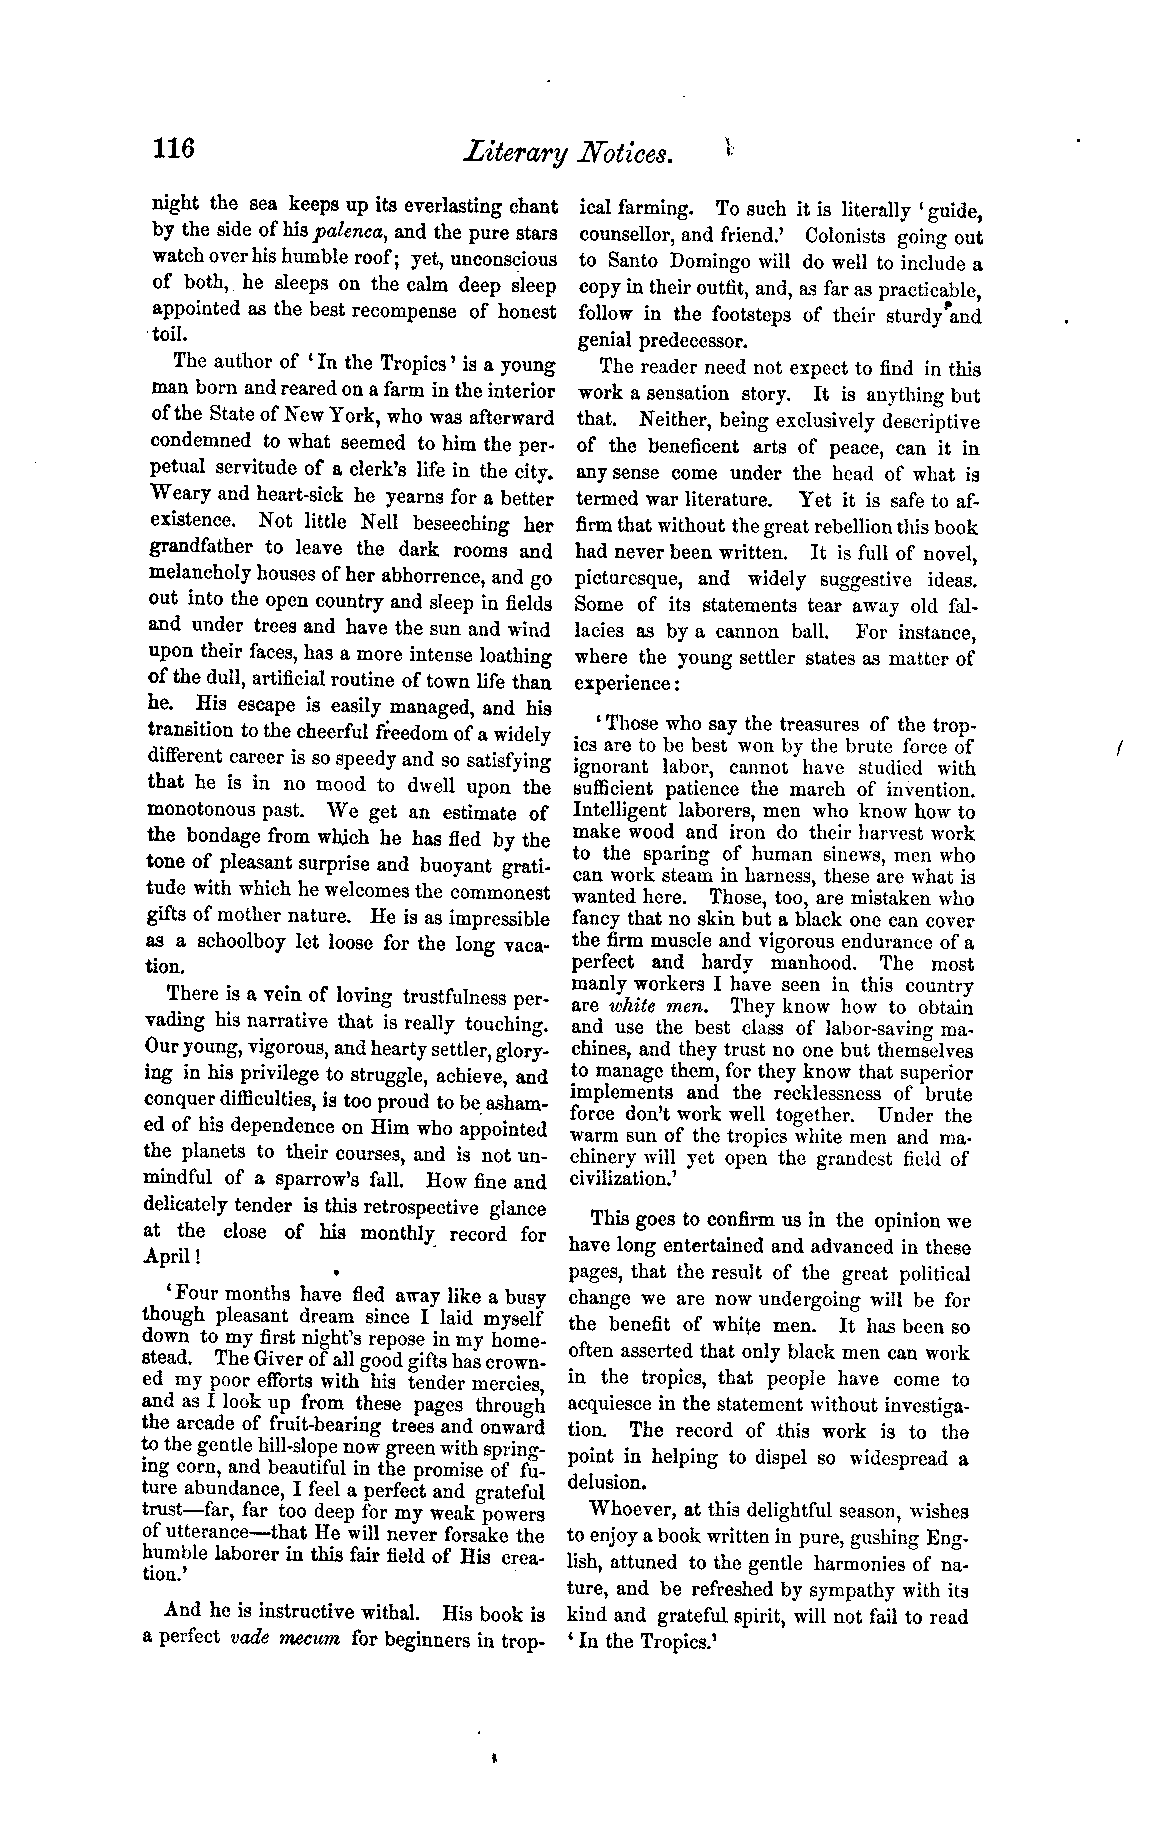 116
Literary Notices.
night the sea keeps up its everlasting chant
by the side of his palenca, and the pure stars
watch over his humble roof; yet, unconscious
of both, he sleeps on the calm deep sleep
appointed as the best recompense of honest
toil.
The author of 'In the Tropics' is a young
man born and reared on a farm in the interior
of the State of New York, who was afterward
condemned to what seemed to him the per-
petual servitude of a clerk's life in the city.
Weary and heart-sick he yearns for a better
existence. Not little Nell beseeching her
grandfather to leave the dark rooms and
melancholy houses of her abhorrence, and go
out into the open country and sleep in fields
and under trees and have the sun and wind
upon their faces, has a more intense loathing
of the dull, artificial routine of town life than
he. His escape is easily managed, and his
transition to the cheerful freedom of a widely
different career is so speedy and so satisfying
that he is in no mood to dwell upon the
monotonous past. We get an estimate of
the bondage from which he has fled by the
tone of pleasant surprise and buoyant grati-
tude with which he welcomes the commonest
gifts of mother nature. He is as impressible
as a schoolboy let loose for the long vaca-
tion.
There is a vein of loving trustfulness per-
vading his narrative that is really touching.
Our young, vigorous, and hearty settler, glory-
ing in his privilege to struggle, achieve, and
conquer difficulties, is too proud to be asham-
ed of his dependence on Him who appointed
the planets to their courses, and is not un-
mindful of a sparrow's fall. How fine and
delicately tender is this retrospective glance
at the close of his monthly record for
April!
'Four months have fled away like a busy
though pleasant dream since I laid myself
down to my first night's repose in my home-
stead. The Giver of all good gifts has crown-
ed my poor efforts with his tender mercies,
and as I look up from these pages through
the arcade of fruit-bearing trees and onward
to the gentle hill-slope now green with spring-
ing corn, and beautiful in the promise of fu-
ture abundance, I feel a perfect and grateful
trust—far, far too deep for my weak powers
of utterance—that He will never forsake the
humble laborer in this fair field of His crea-
tion.'
And he is instructive withal. His book is
a perfect vade mecum for beginners in trop-
ical farming. To such it is literally 'guide,
counsellor, and friend.' Colonists going out
to Santo Domingo will do well to include a
copy in their outfit, and, as far as practicable,
follow in the footsteps of their sturdy and
genial predecessor.
The reader need not expect to find in this
work a sensation story. It is anything but
that. Neither, being exclusively descriptive
of the beneficent arts of peace, can it in
any sense come under the head of what is
termed war literature. Yet it is safe to af-
firm that without the great rebellion this book
had never been written. It is full of novel,
picturesque, and widely suggestive ideas.
Some of its statements tear away old fal-
lacies as by a cannon ball. For instance,
where the young settler states as matter of
experience:
'Those who say the treasures of the trop-
ics are to be best won by the brute force of
ignorant labor, cannot have studied with
sufficient patience the march of invention.
Intelligent laborers, men who know how to
make wood and iron do their harvest work
to the sparing of human sinews, men who
can work steam in harness, these are what is
wanted here. Those, too, are mistaken who
fancy that no skin but a black one can cover
the firm muscle and vigorous endurance of a
perfect and hardy manhood. The most
manly workers I have seen in this country
are white men. They know how to obtain
and use the best class of labor-saving ma-
chines, and they trust no one but themselves
to manage them, for they know that superior
implements and the recklessness of brute
force don't work well together. Under the
warm sun of the tropics white men and ma-
chinery will yet open the grandest field of
civilization.'
This goes to confirm us in the opinion we
have long entertained and advanced in these
pages, that the result of the great political
change we are now undergoing will be for
the benefit of white men. It has been so
often asserted that only black men can work
in the tropics, that people have come to
acquiesce in the statement without investiga-
tion. The record of this work is to the
point in helping to dispel so widespread a
delusion.
Whoever, at this delightful season, wishes
to enjoy a book written in pure, gushing Eng-
lish, attuned to the gentle harmonies of na-
ture, and be refreshed by sympathy with its
kind and grateful spirit, will not fail to read
'In the Tropics.'